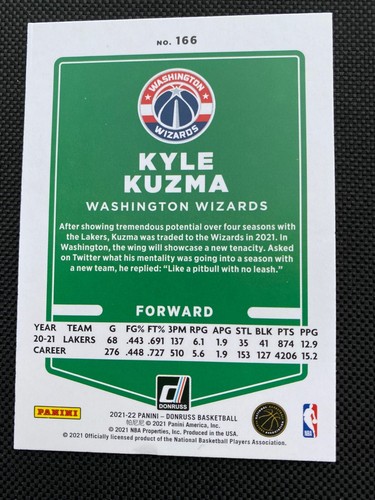 NO. 166
WASHINGTON
WIZARDS
KYLE
KUZMA
WASHINGTON WIZARDS
After showing tremendous potential over four seasons with
the Lakers, Kuzma was traded to the Wizards in 2021. In
Washington, the wing will showcase a new tenacity. Asked
on Twitter what his mentality was going into a season with
a new team, he replied: “Like a pitbull with no leash.”
FORWARD
YEAR TEAM G FG% FT% 3PM RPG APG STL BLK PTS PPG
20-21 LAKERS 68 .443 .691 137 6.1 1.9 35 41 874 12.9
CAREER 276 .448 .727 510 5.6 1.9 153 127 4206 15.2
PANINI
DONRUSS
NBA
2021-22 PANINI - DONRUSS BASKETBALL
帕尼尼 © 2021 Panini America, Inc.
© 2021 NBA Properties, Inc. Produced in the USA.
© 2021 Officially licensed product of the National Basketball Players Association.